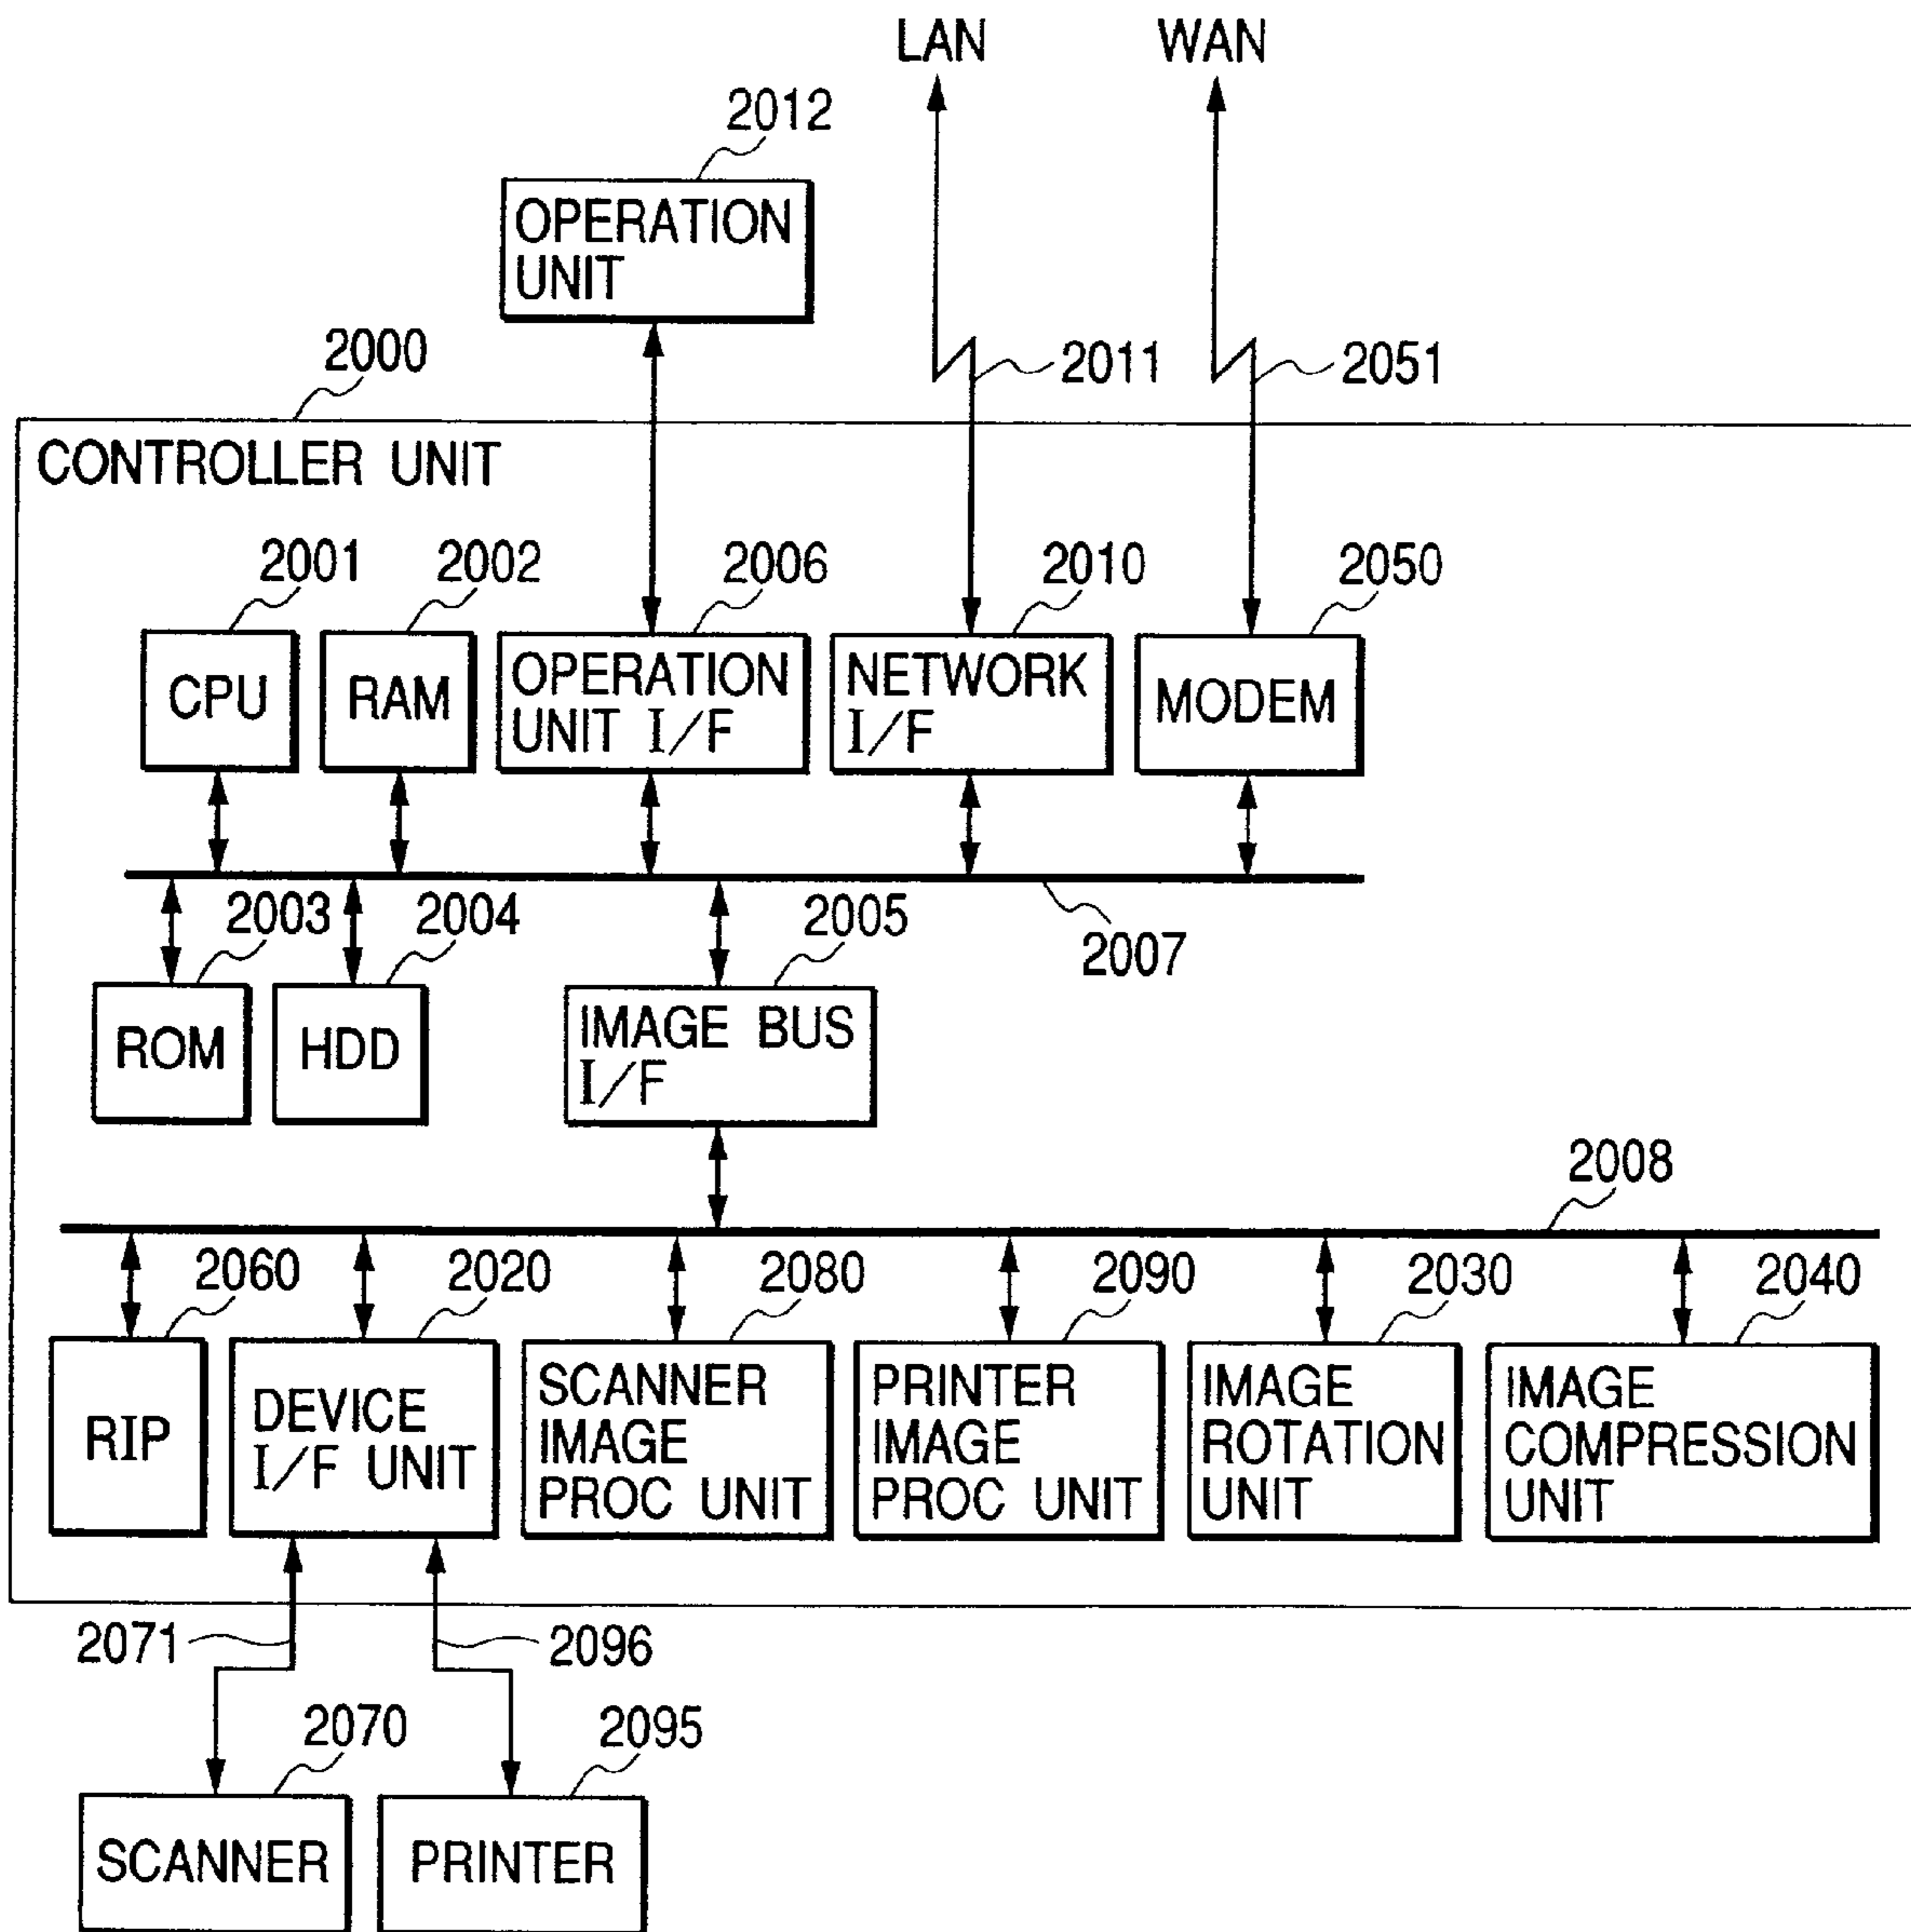 LAN WAN
2012
OPERATION
UNIT
2000
2011
2051
CONTROLLER UNIT
2001
2002
2006
2010
2050
CPU
RAM
OPERATION
UNIT I/F
NETWORK
I/F
MODEM
2003
2004
2005
2007
ROM
HDD
IMAGE BUS
I/F
2008
2060
2020
2080
2090
2030
2040
RIP
DEVICE
I/F UNIT
SCANNER
IMAGE
PROC UNIT
PRINTER
IMAGE
PROC UNIT
IMAGE
ROTATION
UNIT
IMAGE
COMPRESSION
UNIT
2071
2096
2070
2095
SCANNER
PRINTER